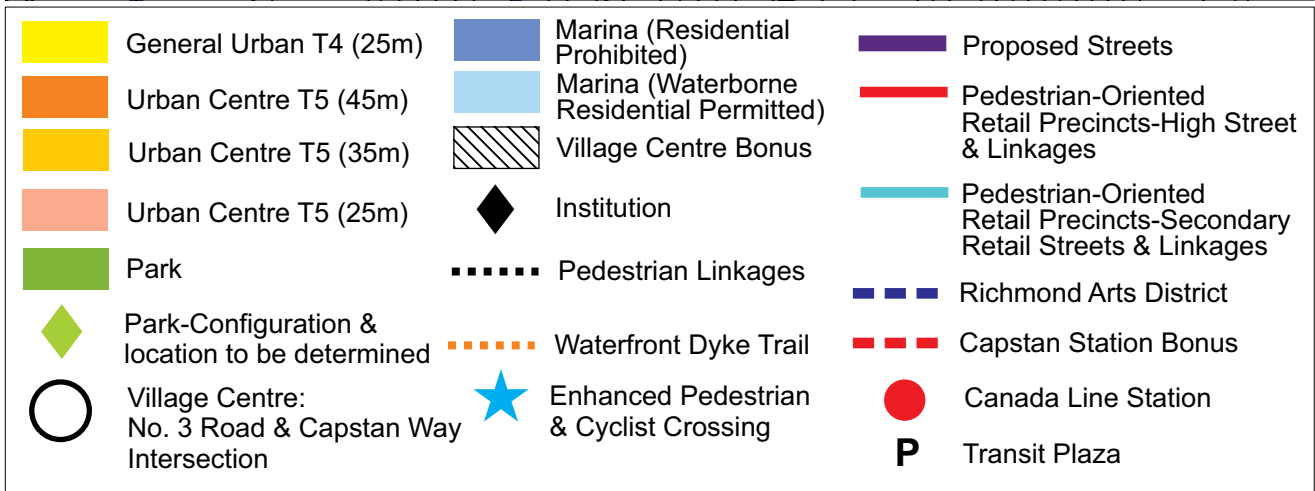 General Urban T4 (25m)
Urban Centre T5 (45m)
Urban Centre T5 (35m)
Urban Centre T5 (25m)
Park
Park-Configuration &
location to be determined
Village Centre:
No. 3 Road & Capstan Way
Intersection
Marina (Residential
Prohibited)
Marina (Waterborne
Residential Permitted)
Village Centre Bonus
Institution
Pedestrian Linkages
Waterfront Dyke Trail
Enhanced Pedestrian
& Cyclist Crossing
Proposed Streets
Pedestrian-Oriented
Retail Precincts-High Street
& Linkages
Pedestrian-Oriented
Retail Precincts-Secondary
Retail Streets & Linkages
Richmond Arts District
Capstan Station Bonus
Canada Line Station
P Transit Plaza